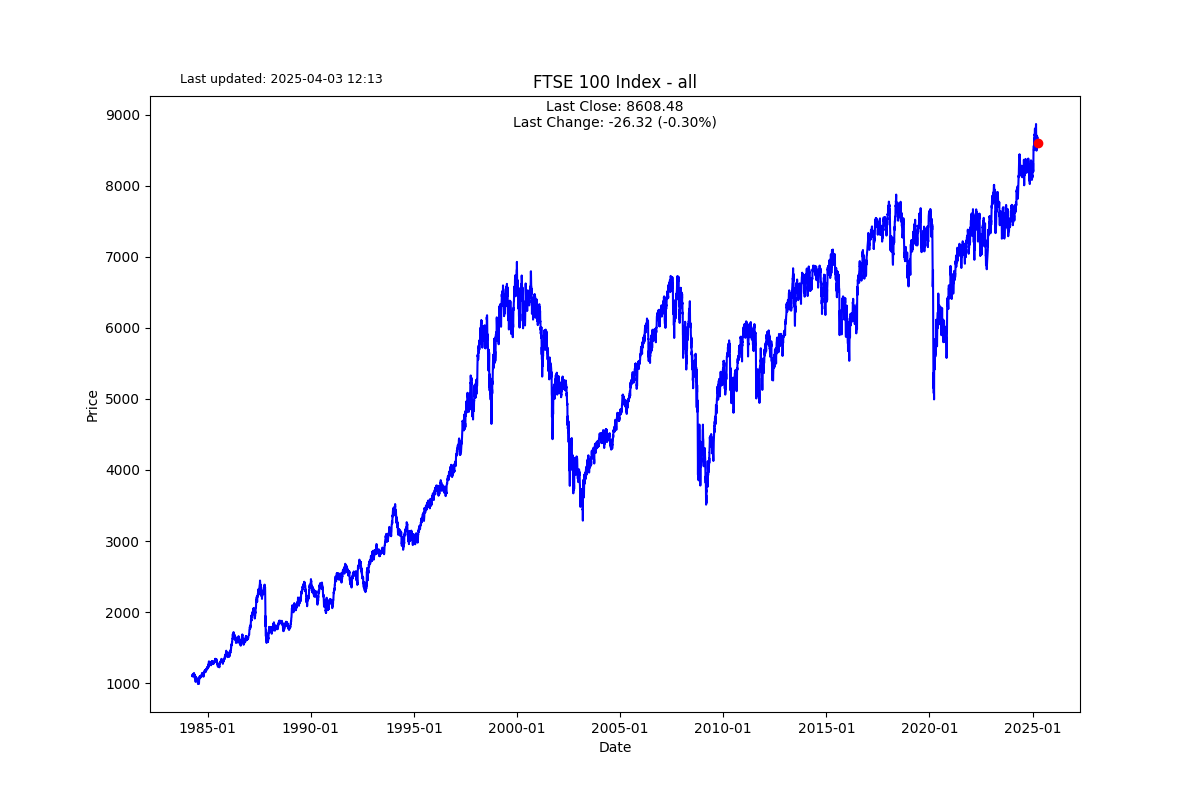 Last updated: 2025-04-03 12:13
FTSE 100 Index - all
Last Close: 8608.48
Last Change: -26.32 (-0.30%)
9000
8000
7000
6000
5000
4000
3000
2000
1000
Price
1985-01 1990-01 1995-01 2000-01 2005-01 2010-01 2015-01 2020-01 2025-01
Date